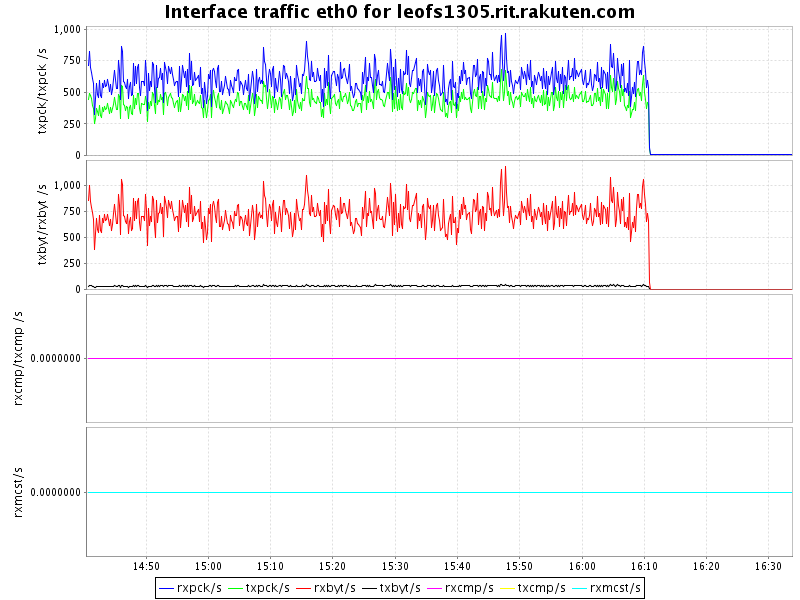 Interface traffic eth0 for leofs1305.rit.rakuten.com
txpck/txpck /s
1,000
750
500
250
0
txbyt/rxbyt /s
1,000
750
500
250
0
rxcmp/txcmp /s
0.0000000
rxmcst/s
0.0000000
14:50 15:00 15:10 15:20 15:30 15:40 15:50 16:00 16:10 16:20 16:30
rxpck/s txpck/s rxbyt/s txbyt/s rxcmp/s txcmp/s rxmcst/s